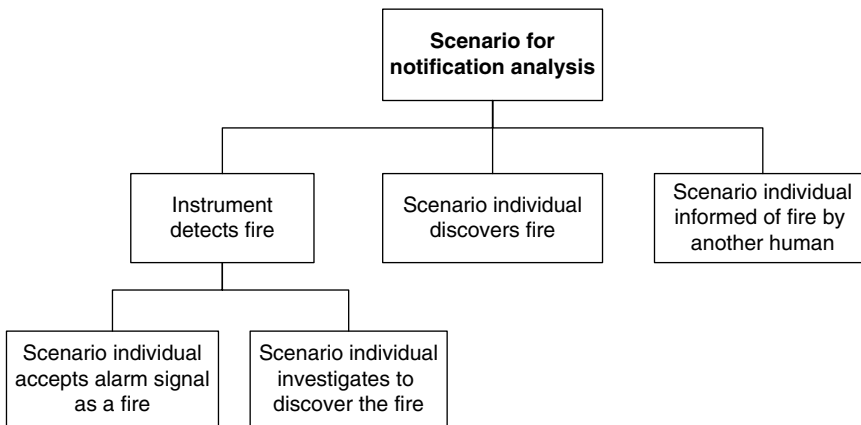 Scenario for
notification analysis
Instrument
detects fire
Scenario individual
discovers fire
Scenario individual
informed of fire by
another human
Scenario individual
accepts alarm signal
as a fire
Scenario individual
investigates to
discover the fire